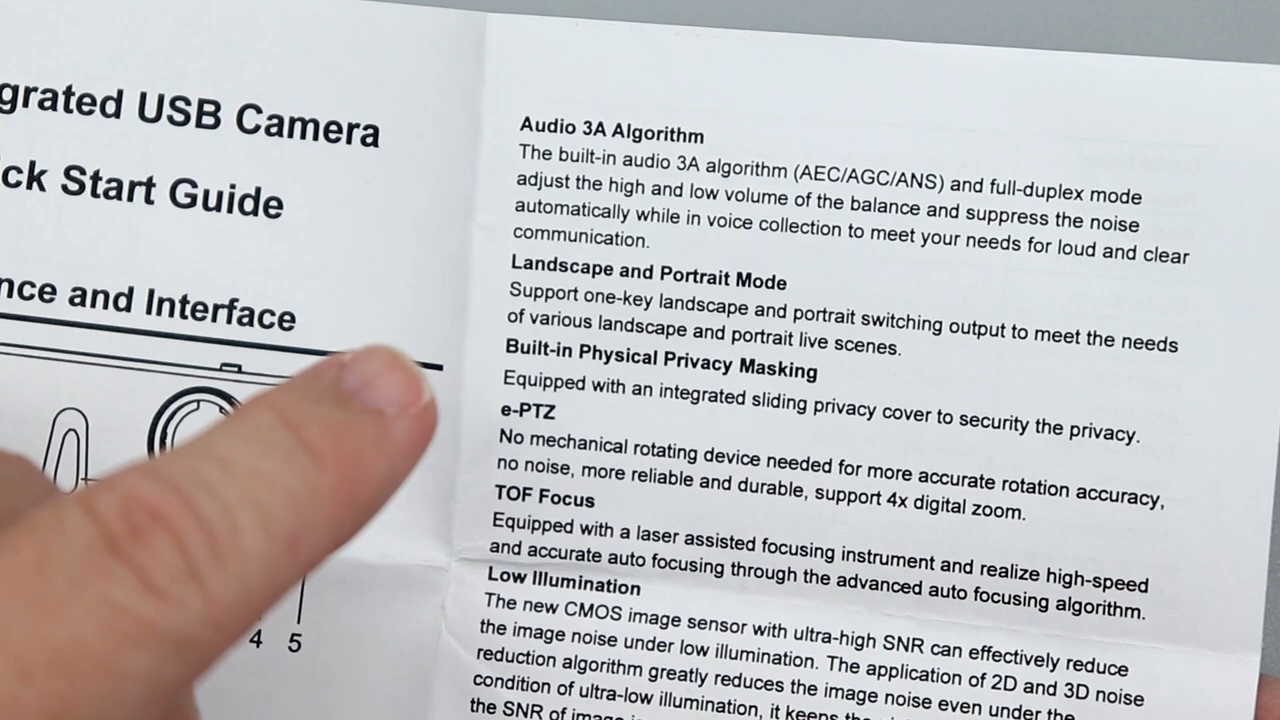 grated USB Camera
ck Start Guide
nce and Interface
4 5
Audio 3A Algorithm
The built-in audio 3A algorithm (AEC/AGC/ANS) and full-duplex mode
adjust the high and low volume of the balance and suppress the noise
automatically while in voice collection to meet your needs for loud and clear
communication.
Landscape and Portrait Mode
Support one-key landscape and portrait switching output to meet the needs
of various landscape and portrait live scenes.
Built-in Physical Privacy Masking
Equipped with an integrated sliding privacy cover to security the privacy.
e-PTZ
No mechanical rotating device needed for more accurate rotation accuracy,
no noise, more reliable and durable, support 4x digital zoom.
TOF Focus
Equipped with a laser assisted focusing instrument and realize high-speed
and accurate auto focusing through the advanced auto focusing algorithm.
Low Illumination
The new CMOS image sensor with ultra-high SNR can effectively reduce
the image noise under low illumination. The application of 2D and 3D noise
reduction algorithm greatly reduces the image noise even under the
condition of ultra-low illumination, it keeps the
the SNR of image